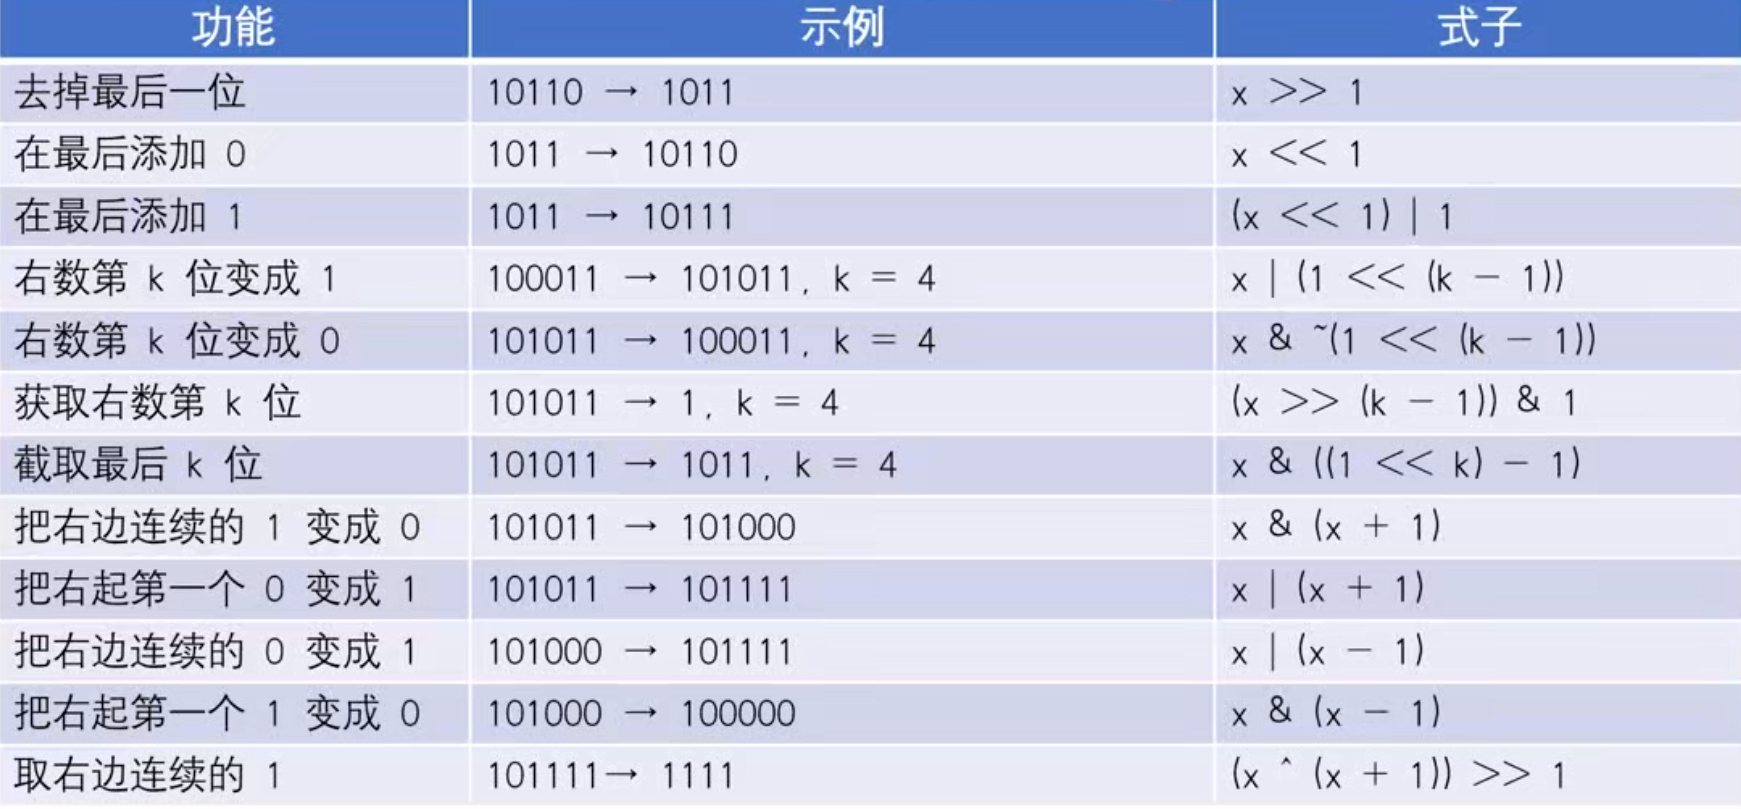 功能 示例 式子
去掉最后一位 10110 → 1011 x >> 1
在最后添加 0 1011 → 10110 x << 1
在最后添加 1 1011 → 10111 (x << 1) | 1
右数第 k 位变成 1 100011 → 101011, k = 4 x | (1 << (k - 1))
右数第 k 位变成 0 101011 → 100011, k = 4 x & ~(1 << (k - 1))
获取右数第 k 位 101011 → 1, k = 4 (x >> (k - 1)) & 1
截取最后 k 位 101011 → 1011, k = 4 x & ((1 << k) - 1)
把右边连续的 1 变成 0 101011 → 101000 x & (x + 1)
把右起第一个 0 变成 1 101011 → 101111 x | (x + 1)
把右边连续的 0 变成 1 101000 → 101111 x | (x - 1)
把右起第一个 1 变成 0 101000 → 100000 x & (x - 1)
取右边连续的 1 101111→ 1111 (x ^ (x + 1)) >> 1